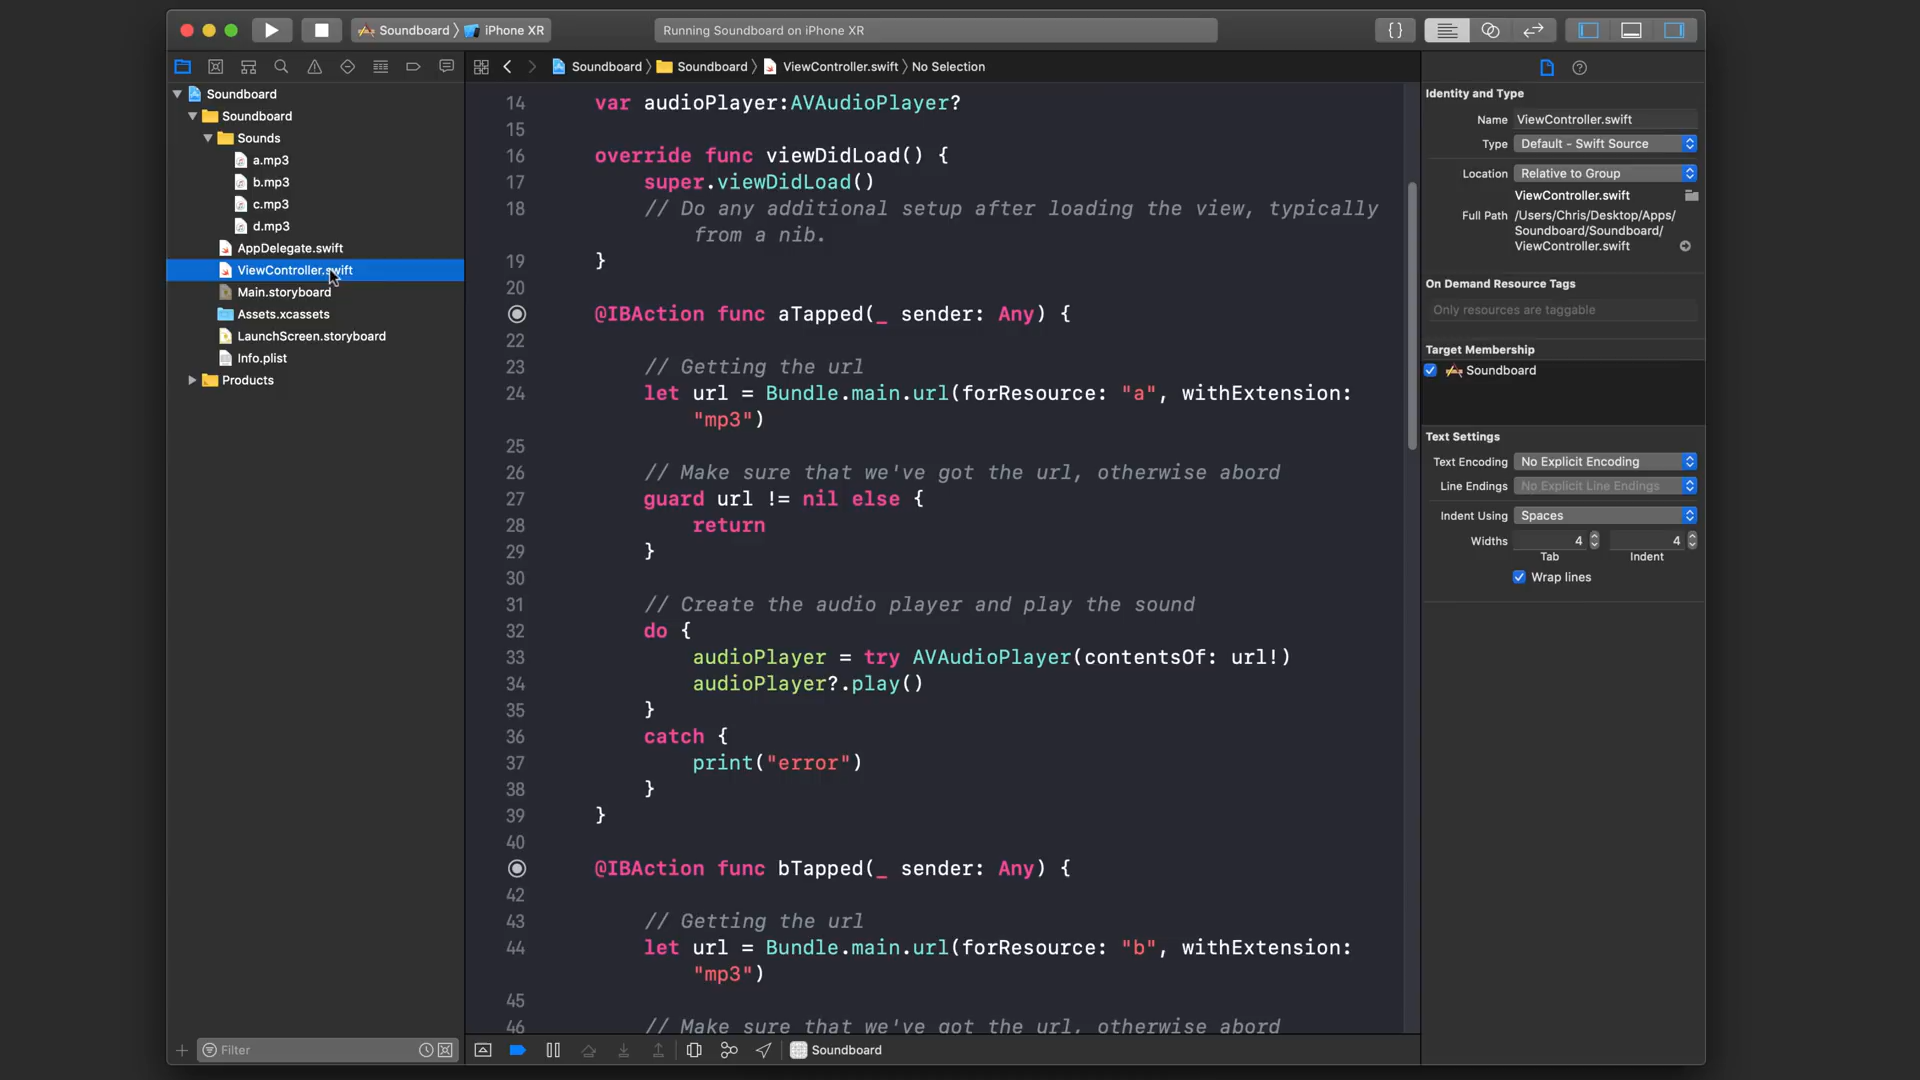 Soundboard 〉 iPhone XR
Running Soundboard on iPhone XR
{ }
Soundboard 〉 Soundboard 〉 ViewController.swift 〉 No Selection
Soundboard
Soundboard
Sounds
a.mp3
b.mp3
c.mp3
d.mp3
AppDelegate.swift
ViewController.swift
Main.storyboard
Assets.xcassets
LaunchScreen.storyboard
Info.plist
Products
Filter
14 var audioPlayer:AVAudioPlayer?
15
16 override func viewDidLoad() {
17 super.viewDidLoad()
18 // Do any additional setup after loading the view, typically
from a nib.
19 }
20
@IBAction func aTapped(_ sender: Any) {
22
23 // Getting the url
24 let url = Bundle.main.url(forResource: "a", withExtension:
"mp3")
25
26 // Make sure that we've got the url, otherwise abord
27 guard url != nil else {
28 return
29 }
30
31 // Create the audio player and play the sound
32 do {
33 audioPlayer = try AVAudioPlayer(contentsOf: url!)
34 audioPlayer?.play()
35 }
36 catch {
37 print("error")
38 }
39 }
40
@IBAction func bTapped(_ sender: Any) {
42
43 // Getting the url
44 let url = Bundle.main.url(forResource: "b", withExtension:
"mp3")
45
46 // Make sure that we've got the url, otherwise abord
Soundboard
Identity and Type
Name ViewController.swift
Type Default - Swift Source
Location Relative to Group
ViewController.swift
Full Path /Users/Chris/Desktop/Apps/
Soundboard/Soundboard/
ViewController.swift
On Demand Resource Tags
Only resources are taggable
Target Membership
Soundboard
Text Settings
Text Encoding No Explicit Encoding
Line Endings No Explicit Line Endings
Indent Using Spaces
Widths 4 4
Tab Indent
Wrap lines